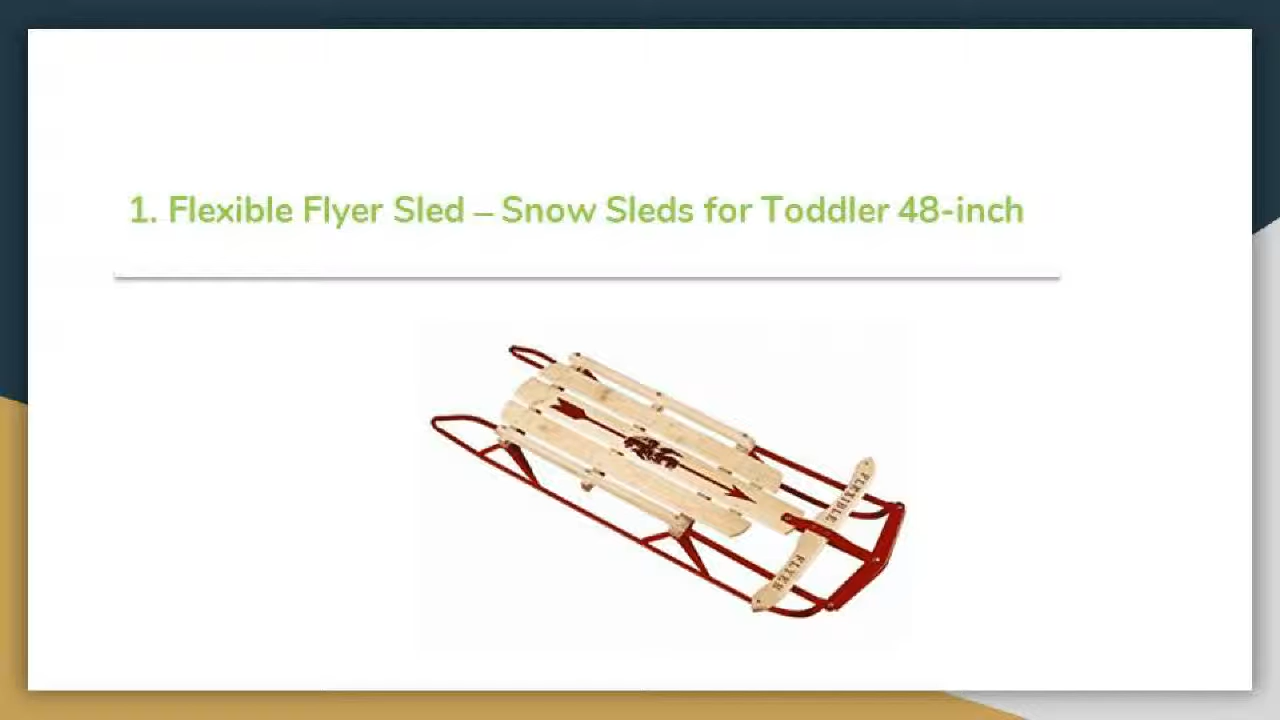 1. Flexible Flyer Sled – Snow Sleds for Toddler 48-inch
FLEXIBLE
FLYER